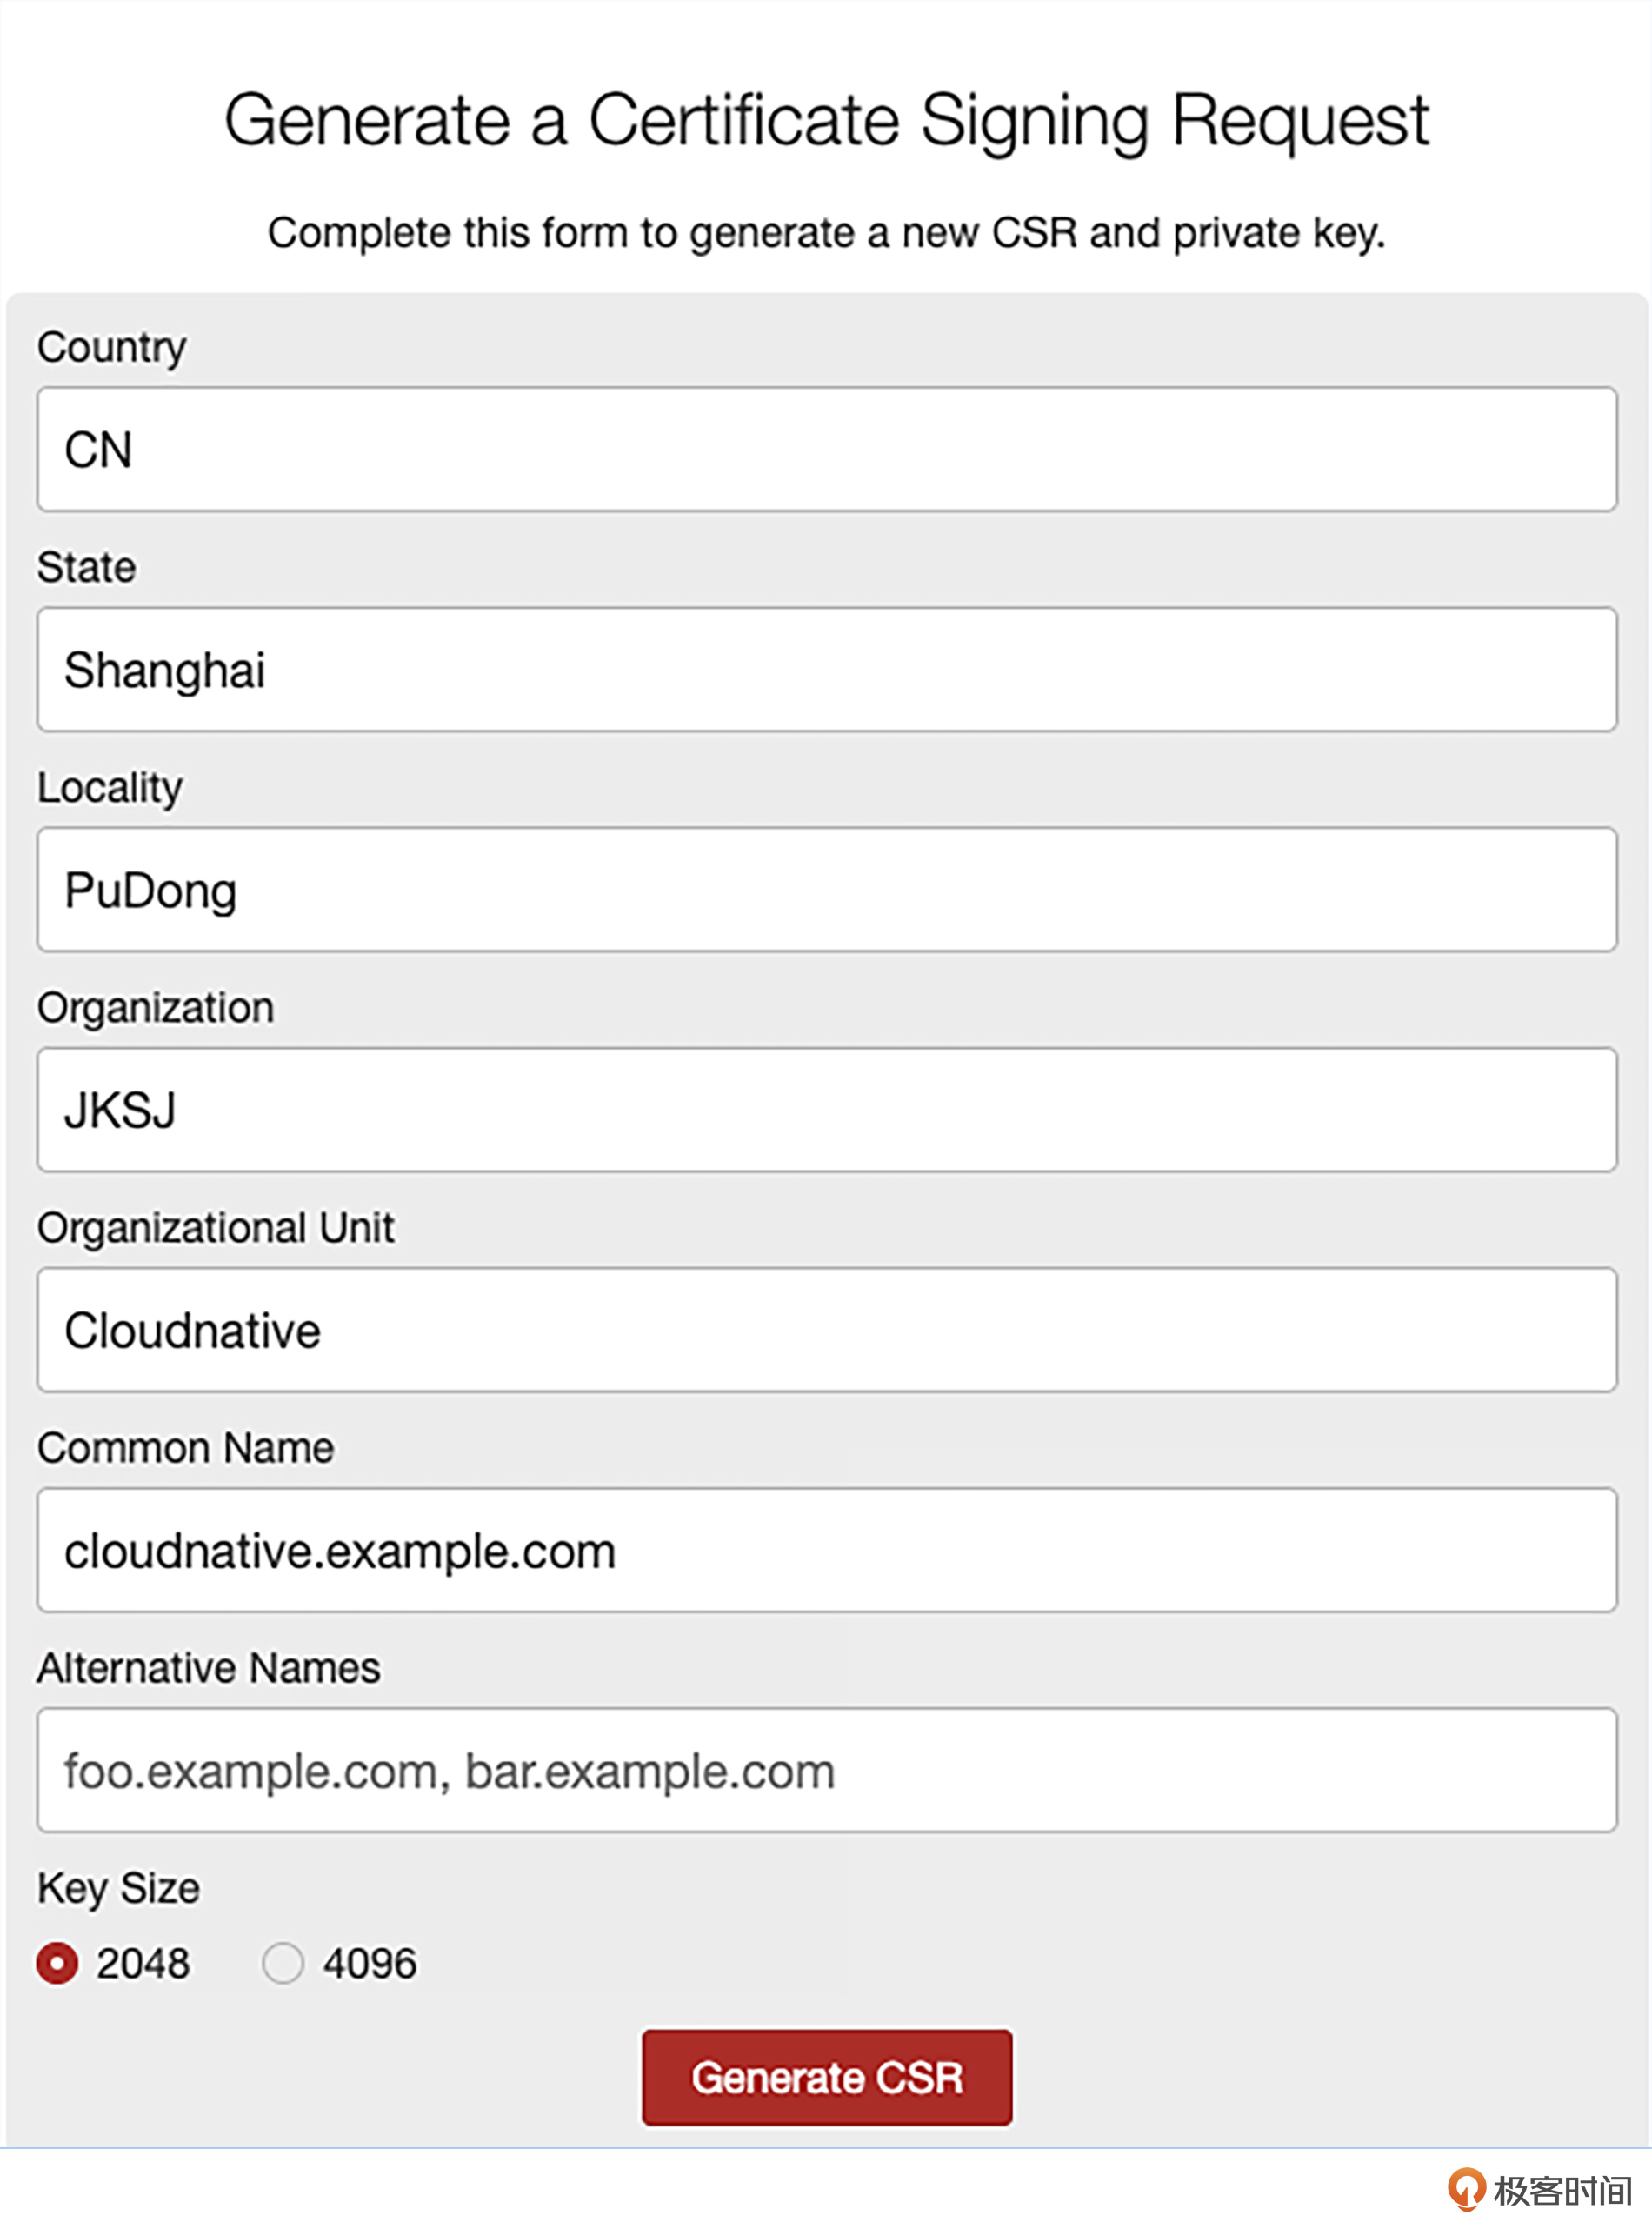 Generate a Certificate Signing Request
Complete this form to generate a new CSR and private key.
Country
CN
State
Shanghai
Locality
PuDong
Organization
JKSJ
Organizational Unit
Cloudnative
Common Name
cloudnative.example.com
Alternative Names
foo.example.com, bar.example.com
Key Size
2048 4096
Generate CSR
极客时间